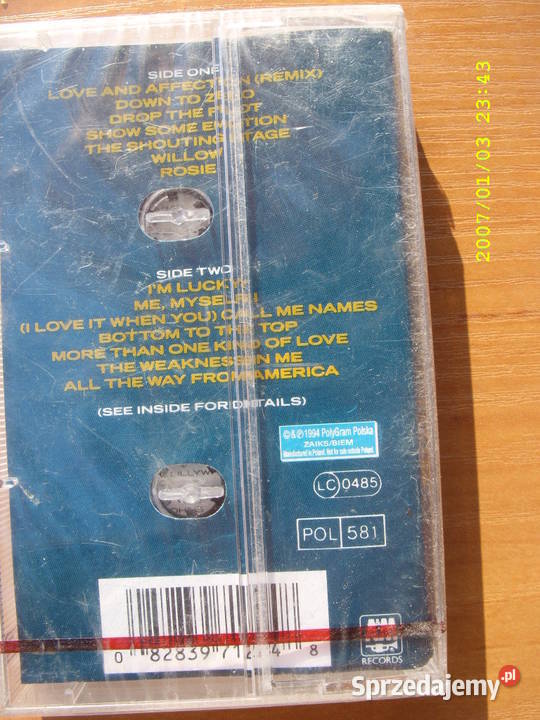 SIDE ONE
LOVE AND AFFECTION (REMIX)
DOWN TO ZERO
DROP THE PILOT
SHOW SOME EMOTION
THE SHOUTING STAGE
WILLOW
ROSIE
SIDE TWO
I'M LUCKY
ME, MYSELF, I
(I LOVE IT WHEN YOU) CALL ME NAMES
BOTTOM TO THE TOP
MORE THAN ONE KIND OF LOVE
THE WEAKNESS IN ME
ALL THE WAY FROM AMERICA
(SEE INSIDE FOR DETAILS)
©&℗1994 PolyGram Polska
ZAIKS/BIEM
Manufactured in Poland. Not for sale outside Poland.
LC 0485
POL 581
0 82839 712 4 8
A&M
RECORDS
2007/01/03 23:43
Sprzedajemy.pl